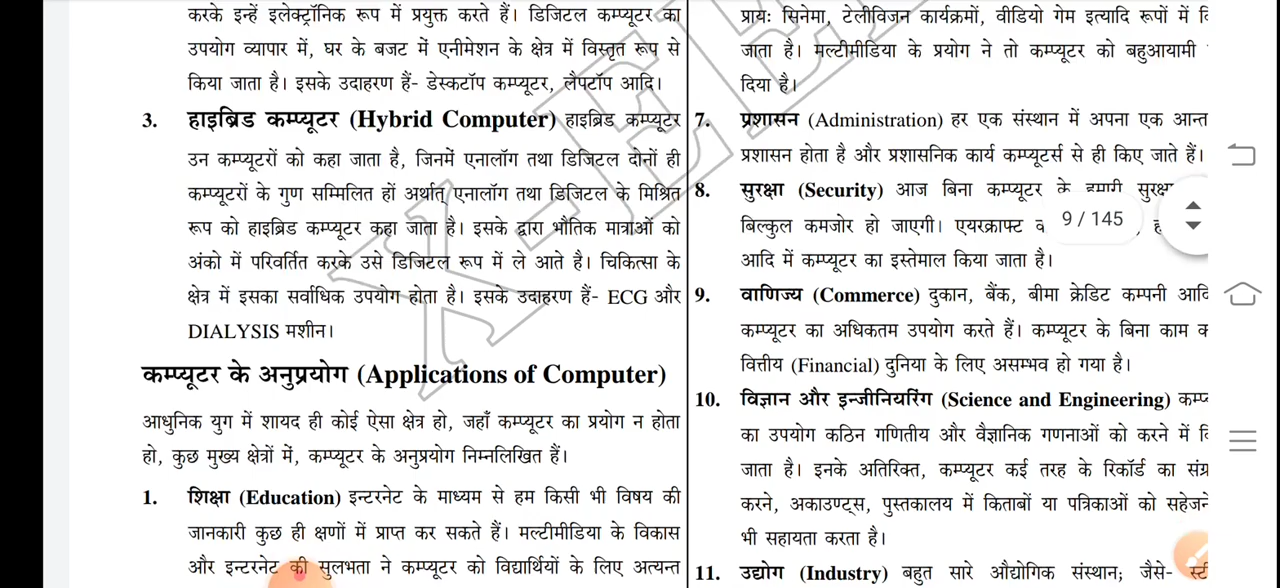 करके इन्हें इलेक्ट्रॉनिक रूप में प्रयुक्त करते हैं। डिजिटल कम्प्यूटर का
उपयोग व्यापार में, घर के बजट में एनीमेशन के क्षेत्र में विस्तृत रूप से
किया जाता है। इसके उदाहरण हैं- डेस्कटॉप कम्प्यूटर, लैपटॉप आदि।
3. हाइब्रिड कम्प्यूटर (Hybrid Computer) हाइब्रिड कम्प्यूटर
उन कम्प्यूटरों को कहा जाता है, जिनमें एनालॉग तथा डिजिटल दोनों ही
कम्प्यूटरों के गुण सम्मिलित हों अर्थात् एनालॉग तथा डिजिटल के मिश्रित
रूप को हाइब्रिड कम्प्यूटर कहा जाता है। इसके द्वारा भौतिक मात्राओं को
अंको में परिवर्तित करके उसे डिजिटल रूप में ले आते है। चिकित्सा के
क्षेत्र में इसका सर्वाधिक उपयोग होता है। इसके उदाहरण हैं- ECG और
DIALYSIS मशीन।
कम्प्यूटर के अनुप्रयोग (Applications of Computer)
आधुनिक युग में शायद ही कोई ऐसा क्षेत्र हो, जहाँ कम्प्यूटर का प्रयोग न होता
हो, कुछ मुख्य क्षेत्रों में, कम्प्यूटर के अनुप्रयोग निम्नलिखित हैं।
1. शिक्षा (Education) इन्टरनेट के माध्यम से हम किसी भी विषय की
जानकारी कुछ ही क्षणों में प्राप्त कर सकते हैं। मल्टीमीडिया के विकास
और इन्टरनेट की सुलभता ने कम्प्यूटर को विद्यार्थियों के लिए अत्यन्त
प्रायः सिनेमा, टेलीविजन कार्यक्रमों, वीडियो गेम इत्यादि रूपों में
जाता है। मल्टीमीडिया के प्रयोग ने तो कम्प्यूटर को बहुआयामी
दिया है।
7. प्रशासन (Administration) हर एक संस्थान में अपना एक आन्त
प्रशासन होता है और प्रशासनिक कार्य कम्प्यूटर्स से ही किए जाते हैं।
8. सुरक्षा (Security) आज बिना कम्प्यूटर के हमारी सुरक्षा
बिल्कुल कमजोर हो जाएगी। एयरक्राफ्ट
आदि में कम्प्यूटर का इस्तेमाल किया जाता है।
9. वाणिज्य (Commerce) दुकान, बैंक, बीमा क्रेडिट कम्पनी आदि
कम्प्यूटर का अधिकतम उपयोग करते हैं। कम्प्यूटर के बिना काम
वित्तीय (Financial) दुनिया के लिए असम्भव हो गया है।
10. विज्ञान और इन्जीनियरिंग (Science and Engineering) कम्प
का उपयोग कठिन गणितीय और वैज्ञानिक गणनाओं को करने में
जाता है। इनके अतिरिक्त, कम्प्यूटर कई तरह के रिकॉर्ड का संग्र
करने, अकाउण्ट्स, पुस्तकालय में किताबों या पत्रिकाओं को सहेजने
भी सहायता करता है।
11. उद्योग (Industry) बहुत सारे औद्योगिक संस्थान; जैसे-
9 / 145